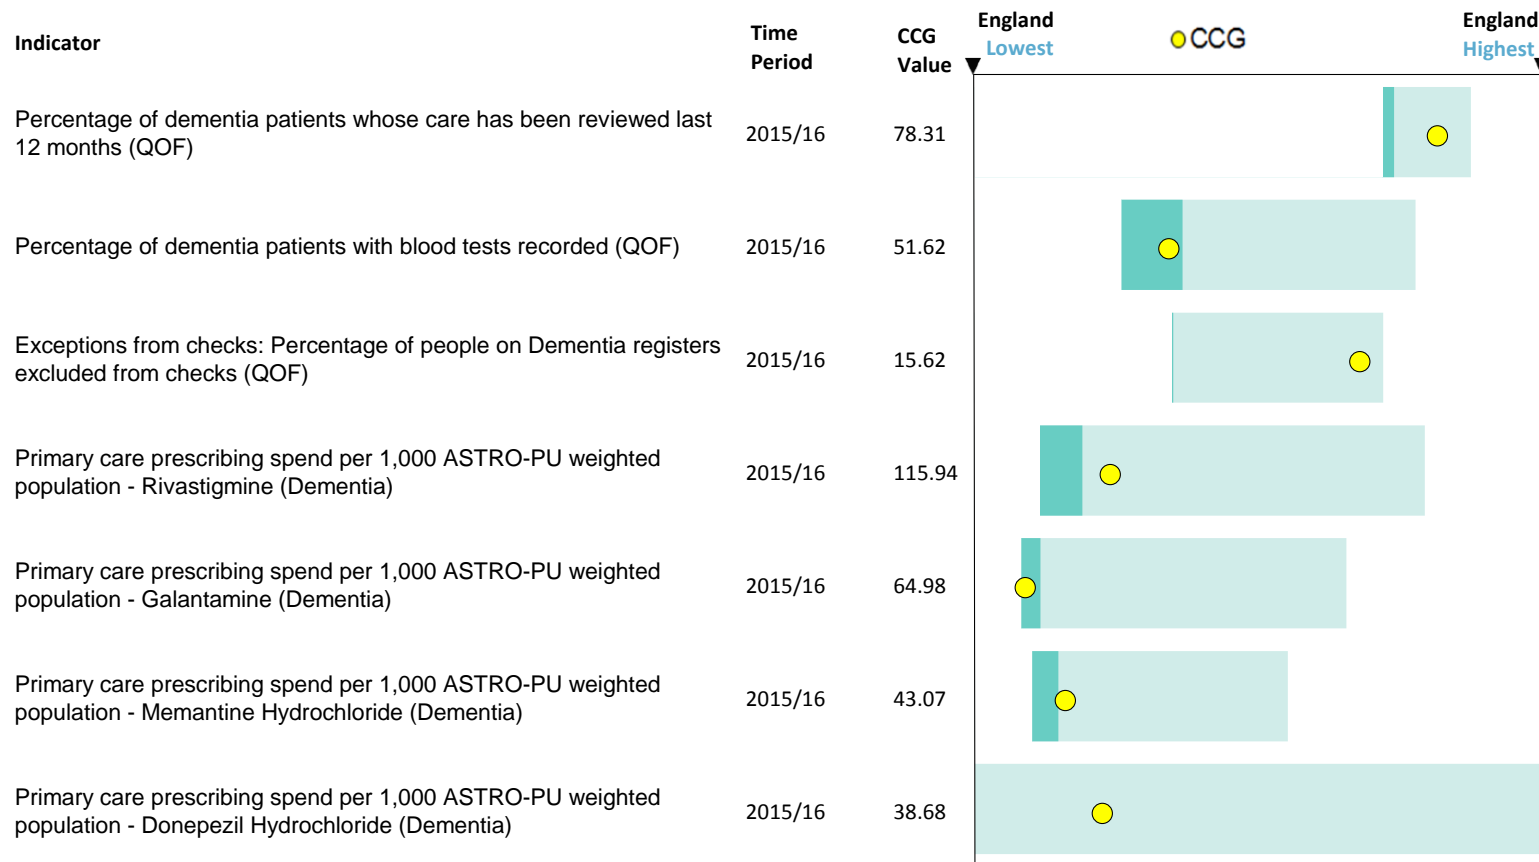 Indicator
Time
Period
CCG
Value
England
Lowest
CCG
England
Highest
Percentage of dementia patients whose care has been reviewed last
12 months (QOF)
2015/16
78.31
Percentage of dementia patients with blood tests recorded (QOF)
2015/16
51.62
Exceptions from checks: Percentage of people on Dementia registers
excluded from checks (QOF)
2015/16
15.62
Primary care prescribing spend per 1,000 ASTRO-PU weighted
population - Rivastigmine (Dementia)
2015/16
115.94
Primary care prescribing spend per 1,000 ASTRO-PU weighted
population - Galantamine (Dementia)
2015/16
64.98
Primary care prescribing spend per 1,000 ASTRO-PU weighted
population - Memantine Hydrochloride (Dementia)
2015/16
43.07
Primary care prescribing spend per 1,000 ASTRO-PU weighted
population - Donepezil Hydrochloride (Dementia)
2015/16
38.68